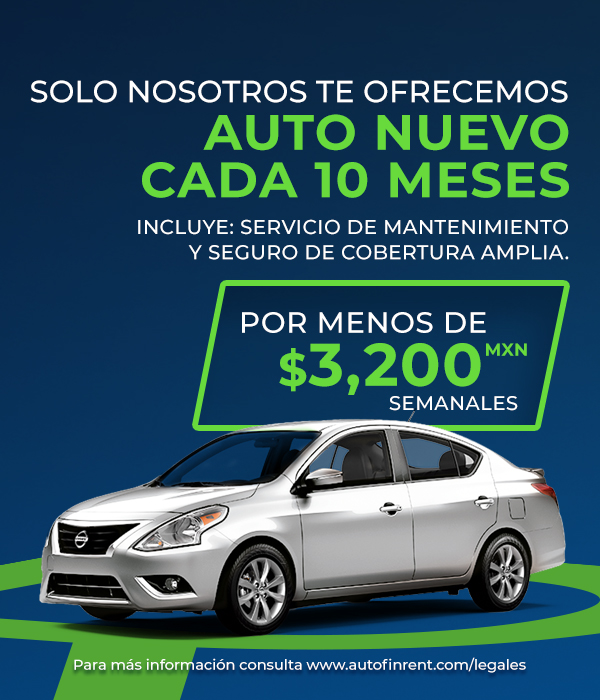 SOLO NOSOTROS TE OFRECEMOS
AUTO NUEVO
CADA 10 MESES
INCLUYE: SERVICIO DE MANTENIMIENTO
Y SEGURO DE COBERTURA AMPLIA.
POR MENOS DE
$3,200 MXN
SEMANALES
Para más información consulta www.autofinrent.com/legales